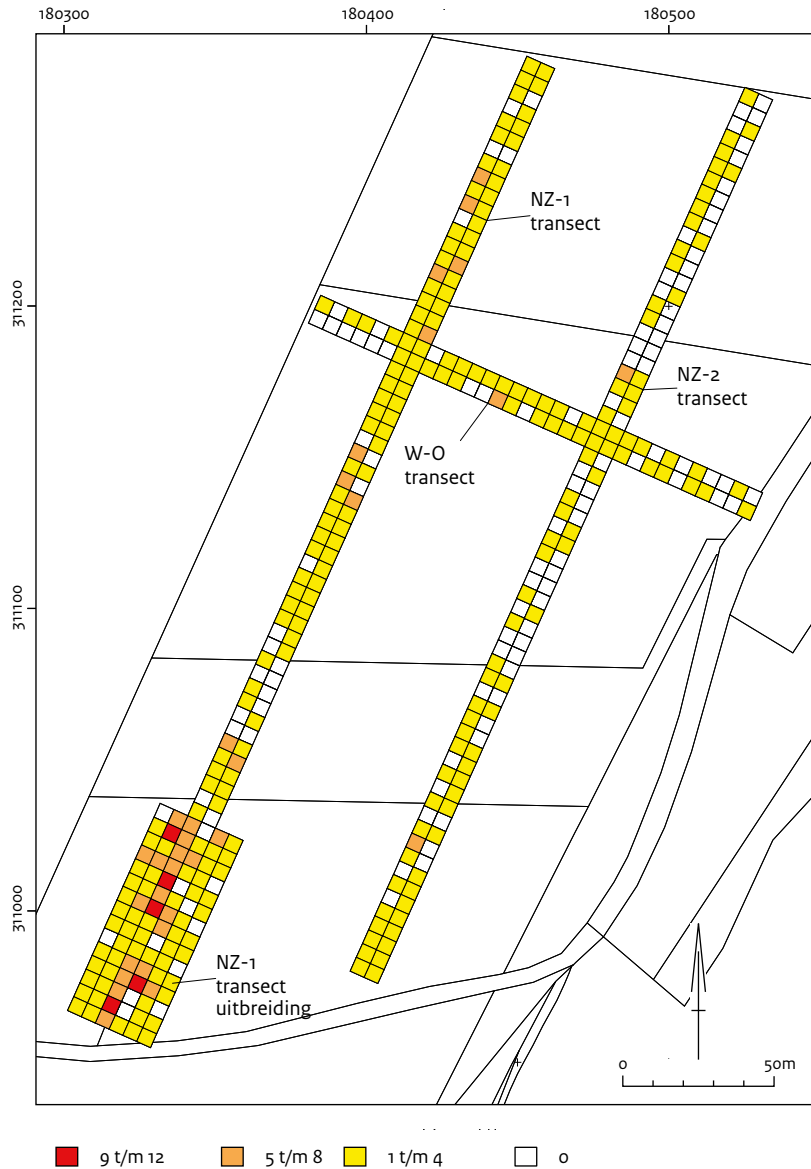 180300 180400 180500
311200
311100
311000
NZ-1
transect
NZ-2
transect
W-O
transect
NZ-1
transect
uitbreiding
0 50m
9 t/m 12 5 t/m 8 1 t/m 4 0